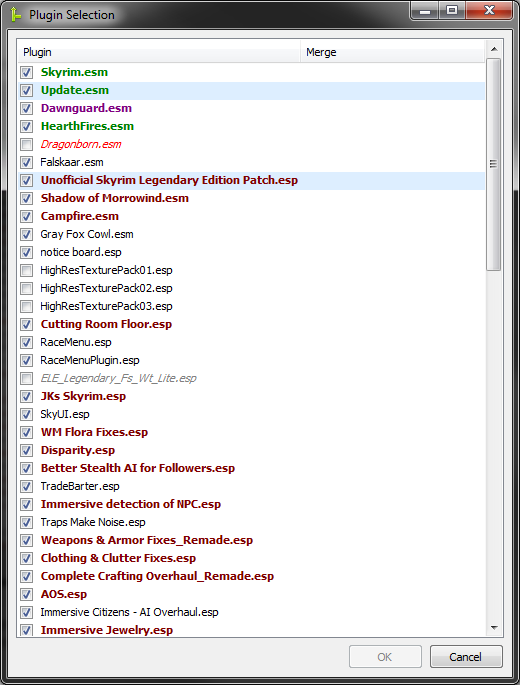 Plugin Selection
Plugin Merge
Skyrim.esm
Update.esm
Dawnguard.esm
HearthFires.esm
Dragonborn.esm
Falskaar.esm
Unofficial Skyrim Legendary Edition Patch.esp
Shadow of Morrowind.esm
Campfire.esm
Gray Fox Cowl.esm
notice board.esp
HighResTexturePack01.esp
HighResTexturePack02.esp
HighResTexturePack03.esp
Cutting Room Floor.esp
RaceMenu.esp
RaceMenuPlugin.esp
ELE_Legendary_Fs_Wt_Lite.esp
JKs Skyrim.esp
SkyUI.esp
WM Flora Fixes.esp
Disparity.esp
Better Stealth AI for Followers.esp
TradeBarter.esp
Immersive detection of NPC.esp
Traps Make Noise.esp
Weapons & Armor Fixes_Remade.esp
Clothing & Clutter Fixes.esp
Complete Crafting Overhaul_Remade.esp
AOS.esp
Immersive Citizens - AI Overhaul.esp
Immersive Jewelry.esp
OK Cancel